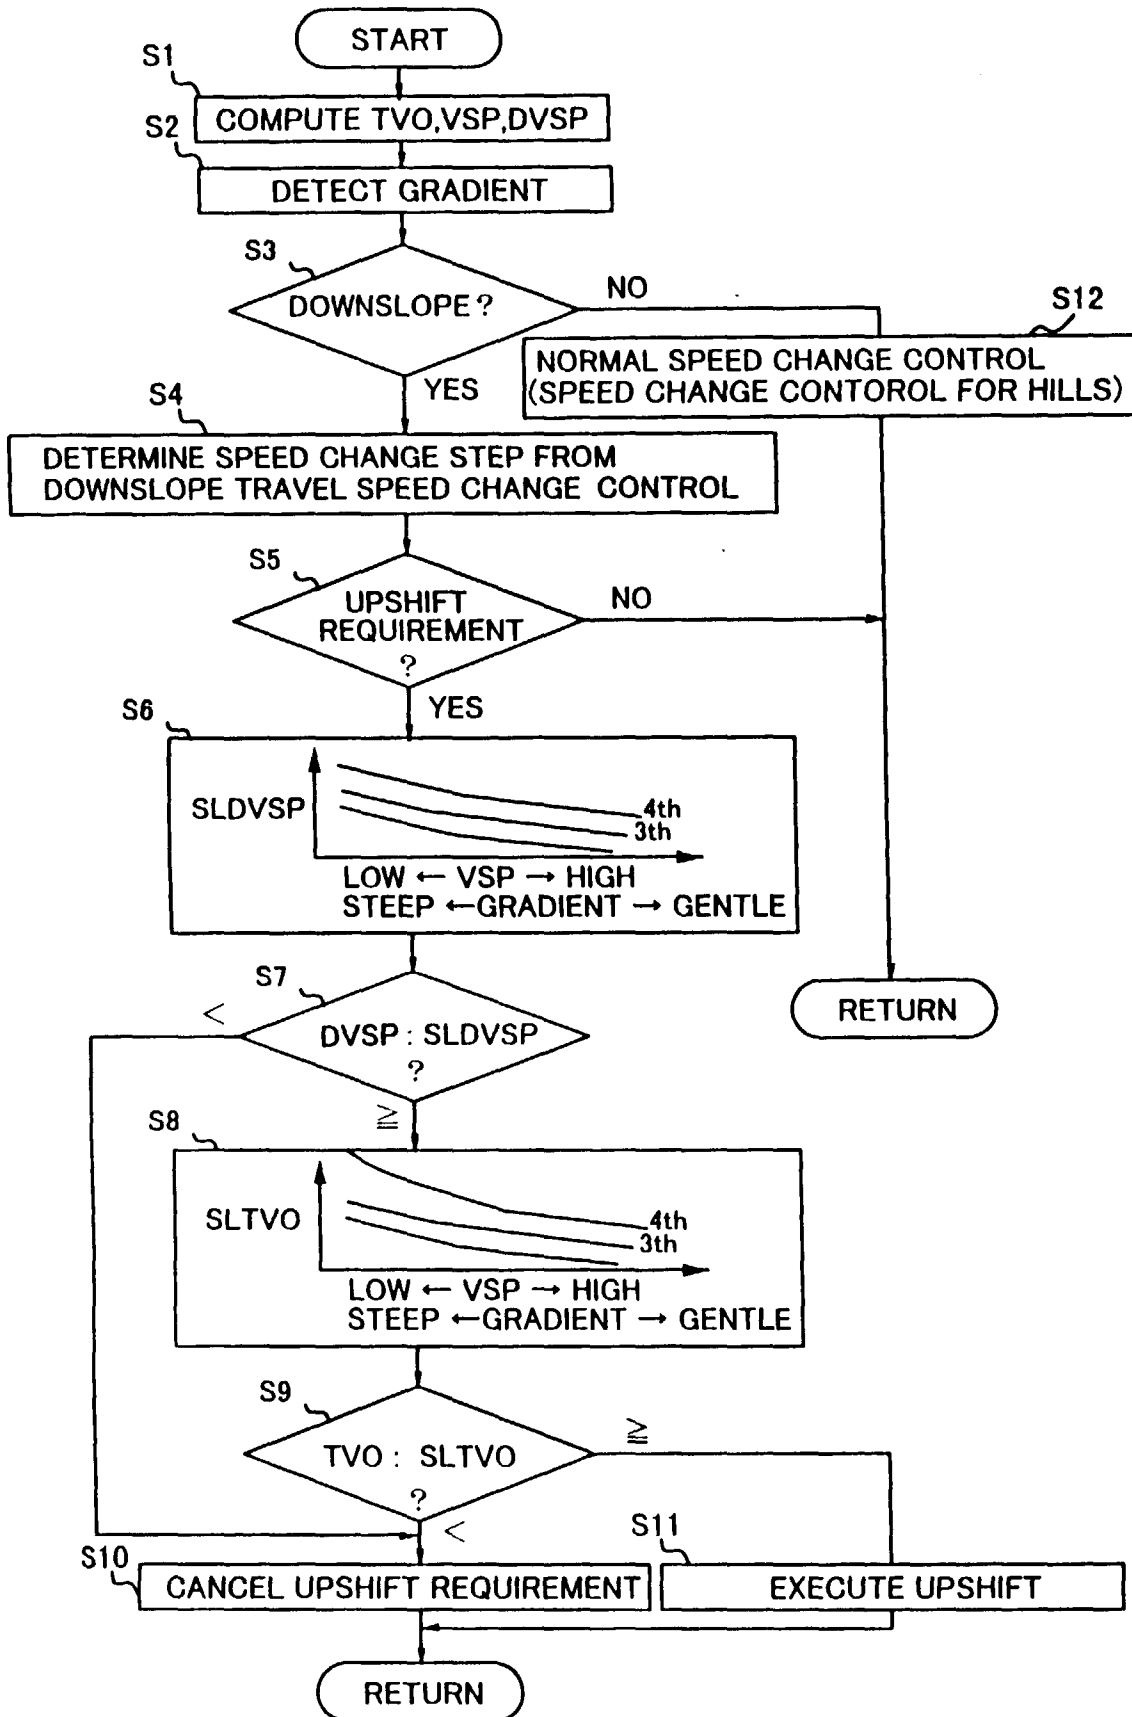 START
S1
COMPUTE TVO,VSP,DVSP
S2
DETECT GRADIENT
S3
DOWNSLOPE?
NO
YES
S12
NORMAL SPEED CHANGE CONTROL
(SPEED CHANGE CONTOROL FOR HILLS)
S4
DETERMINE SPEED CHANGE STEP FROM
DOWNSLOPE TRAVEL SPEED CHANGE CONTROL
S5
UPSHIFT
REQUIREMENT
?
NO
YES
S6
SLDVSP
4th
3th
LOW ← VSP → HIGH
STEEP ←GRADIENT → GENTLE
RETURN
S7
<
DVSP : SLDVSP
?
≧
S8
SLTVO
4th
3th
LOW ← VSP → HIGH
STEEP ←GRADIENT → GENTLE
S9
TVO : SLTVO
?
≧
<
S10
CANCEL UPSHIFT REQUIREMENT
S11
EXECUTE UPSHIFT
RETURN